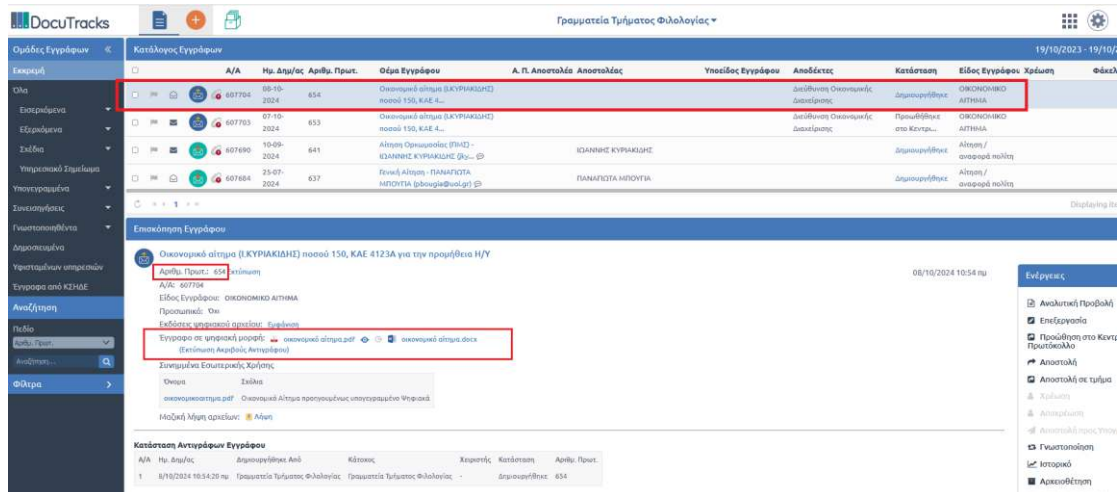 DocuTracks
Γραμματεία Τμήματος Φιλολογίας
Ομάδες Εγγράφων
Κατάλογος Εγγράφων
19/10/2023 - 19/10/2
Εκκρεμή
Α/Α Ημ. Δημ/ας Αριθμ. Πρωτ. Θέμα Εγγράφου Α. Π. Αποστολέα Αποστολέας Υποείδος Εγγράφου Αποδέκτες Κατάσταση Είδος Εγγράφου Χρέωση Φάκελ
Όλα
Εισερχόμενα
Εξερχόμενα
Σχέδια
Υπηρεσιακό Σημείωμα
Υπογεγραμμένα
Συνεισηγήσεις
Γνωστοποιηθέντα
Δημοσιευμένα
Υφισταμένων υπηρεσιών
Έγγραφα από ΚΣΗΔΕ
Αναζήτηση
Πεδίο
Αριθμ. Πρωτ.
Αναζήτηση...
Φίλτρα
607704 08-10-2024 654 Οικονομικό αίτημα (Ι.ΚΥΡΙΑΚΙΔΗΣ) ποσού 150, ΚΑΕ 4... Διεύθυνση Οικονομικής Διαχείρισης Δημιουργήθηκε ΟΙΚΟΝΟΜΙΚΟ ΑΙΤΗΜΑ
607703 07-10-2024 653 Οικονομικό αίτημα (Ι.ΚΥΡΙΑΚΙΔΗΣ) ποσού 150, ΚΑΕ 4... Διεύθυνση Οικονομικής Διαχείρισης Προωθήθηκε στο Κεντρι... ΟΙΚΟΝΟΜΙΚΟ ΑΙΤΗΜΑ
607690 10-09-2024 641 Αίτηση Ορκωμοσίας (ΠΜΣ) - ΙΩΑΝΝΗΣ ΚΥΡΙΑΚΙΔΗΣ (jky... ΙΩΑΝΝΗΣ ΚΥΡΙΑΚΙΔΗΣ Δημιουργήθηκε Αίτηση / αναφορά πολίτη
607684 25-07-2024 637 Γενική Αίτηση - ΠΑΝΑΓΙΩΤΑ ΜΠΟΥΓΙΑ (pbougia@uol.gr) ΠΑΝΑΓΙΩΤΑ ΜΠΟΥΓΙΑ Δημιουργήθηκε Αίτηση / αναφορά πολίτη
1
Displaying ite
Επισκόπηση Εγγράφου
Οικονομικό αίτημα (Ι.ΚΥΡΙΑΚΙΔΗΣ) ποσού 150, ΚΑΕ 4123Α για την προμήθεια Η/Υ
Αριθμ. Πρωτ.: 654 Εκτύπωση
08/10/2024 10:54 πμ
Α/Α: 607704
Είδος Εγγράφου: ΟΙΚΟΝΟΜΙΚΟ ΑΙΤΗΜΑ
Προσωπικό: Όχι
Εκδόσεις ψηφιακού αρχείου: Εμφάνιση
Έγγραφο σε ψηφιακή μορφή: οικονομικό αίτημα.pdf οικονομικό αίτημα.docx
(Εκτύπωση Ακριβούς Αντιγράφου)
Συνημμένα Εσωτερικής Χρήσης
Όνομα Σχόλια
οικονομικοαιτημα.pdf Οικονομικό Αίτημα προηγουμένως υπογεγραμμένο Ψηφιακά
Μαζική λήψη αρχείων: Λήψη
Κατάσταση Αντιγράφων Εγγράφου
Α/Α Ημ. Δημ/ας Δημιουργήθηκε Από Κάτοχος Χειριστής Κατάσταση Αριθμ. Πρωτ.
1 8/10/2024 10:54:20 πμ Γραμματεία Τμήματος Φιλολογίας Γραμματεία Τμήματος Φιλολογίας - Δημιουργήθηκε 654
Ενέργειες
Αναλυτική Προβολή
Επεξεργασία
Προώθηση στο Κεντρ
Πρωτόκολλο
Αποστολή
Αποστολή σε τμήμα
Χρέωση
Αποχρέωση
Αποστολή προς Υπογ
Γνωστοποίηση
Ιστορικό
Αρχειοθέτηση